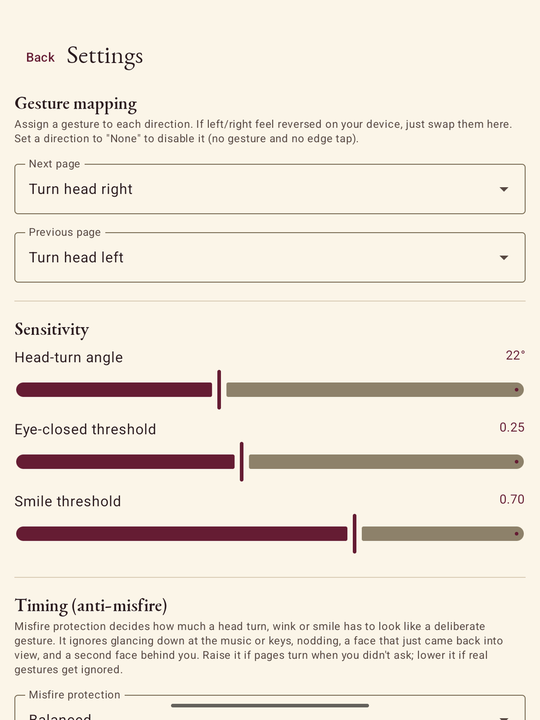 Back Settings
Gesture mapping
Assign a gesture to each direction. If left/right feel reversed on your device, just swap them here.
Set a direction to "None" to disable it (no gesture and no edge tap).
Next page
Turn head right
Previous page
Turn head left
Sensitivity
Head-turn angle 22°
Eye-closed threshold 0.25
Smile threshold 0.70
Timing (anti-misfire)
Misfire protection decides how much a head turn, wink or smile has to look like a deliberate
gesture. It ignores glancing down at the music or keys, nodding, a face that just came back into
view, and a second face behind you. Raise it if pages turn when you didn't ask; lower it if real
gestures get ignored.
Misfire protection
Balanced